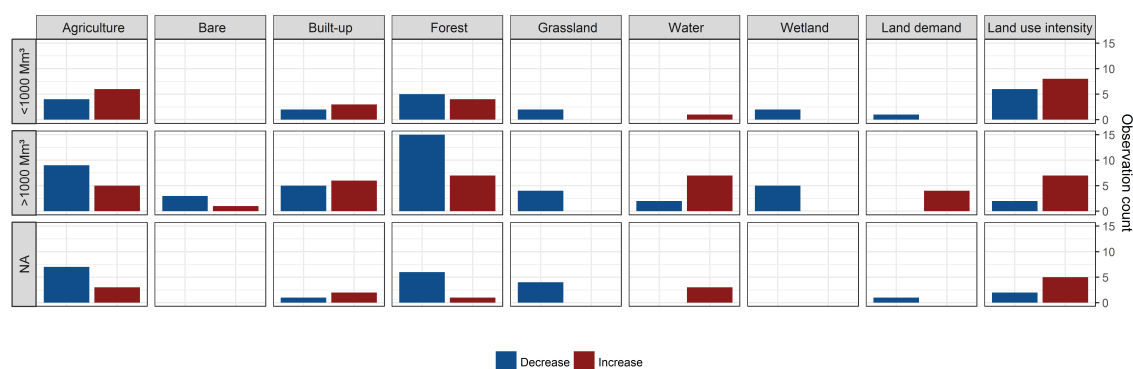 Agriculture Bare Built-up Forest Grassland Water Wetland Land demand Land use intensity
<1000 Mm³
15
10
5
0
>1000 Mm³
15
10
5
0
NA
15
10
5
0
Observation count
Decrease Increase